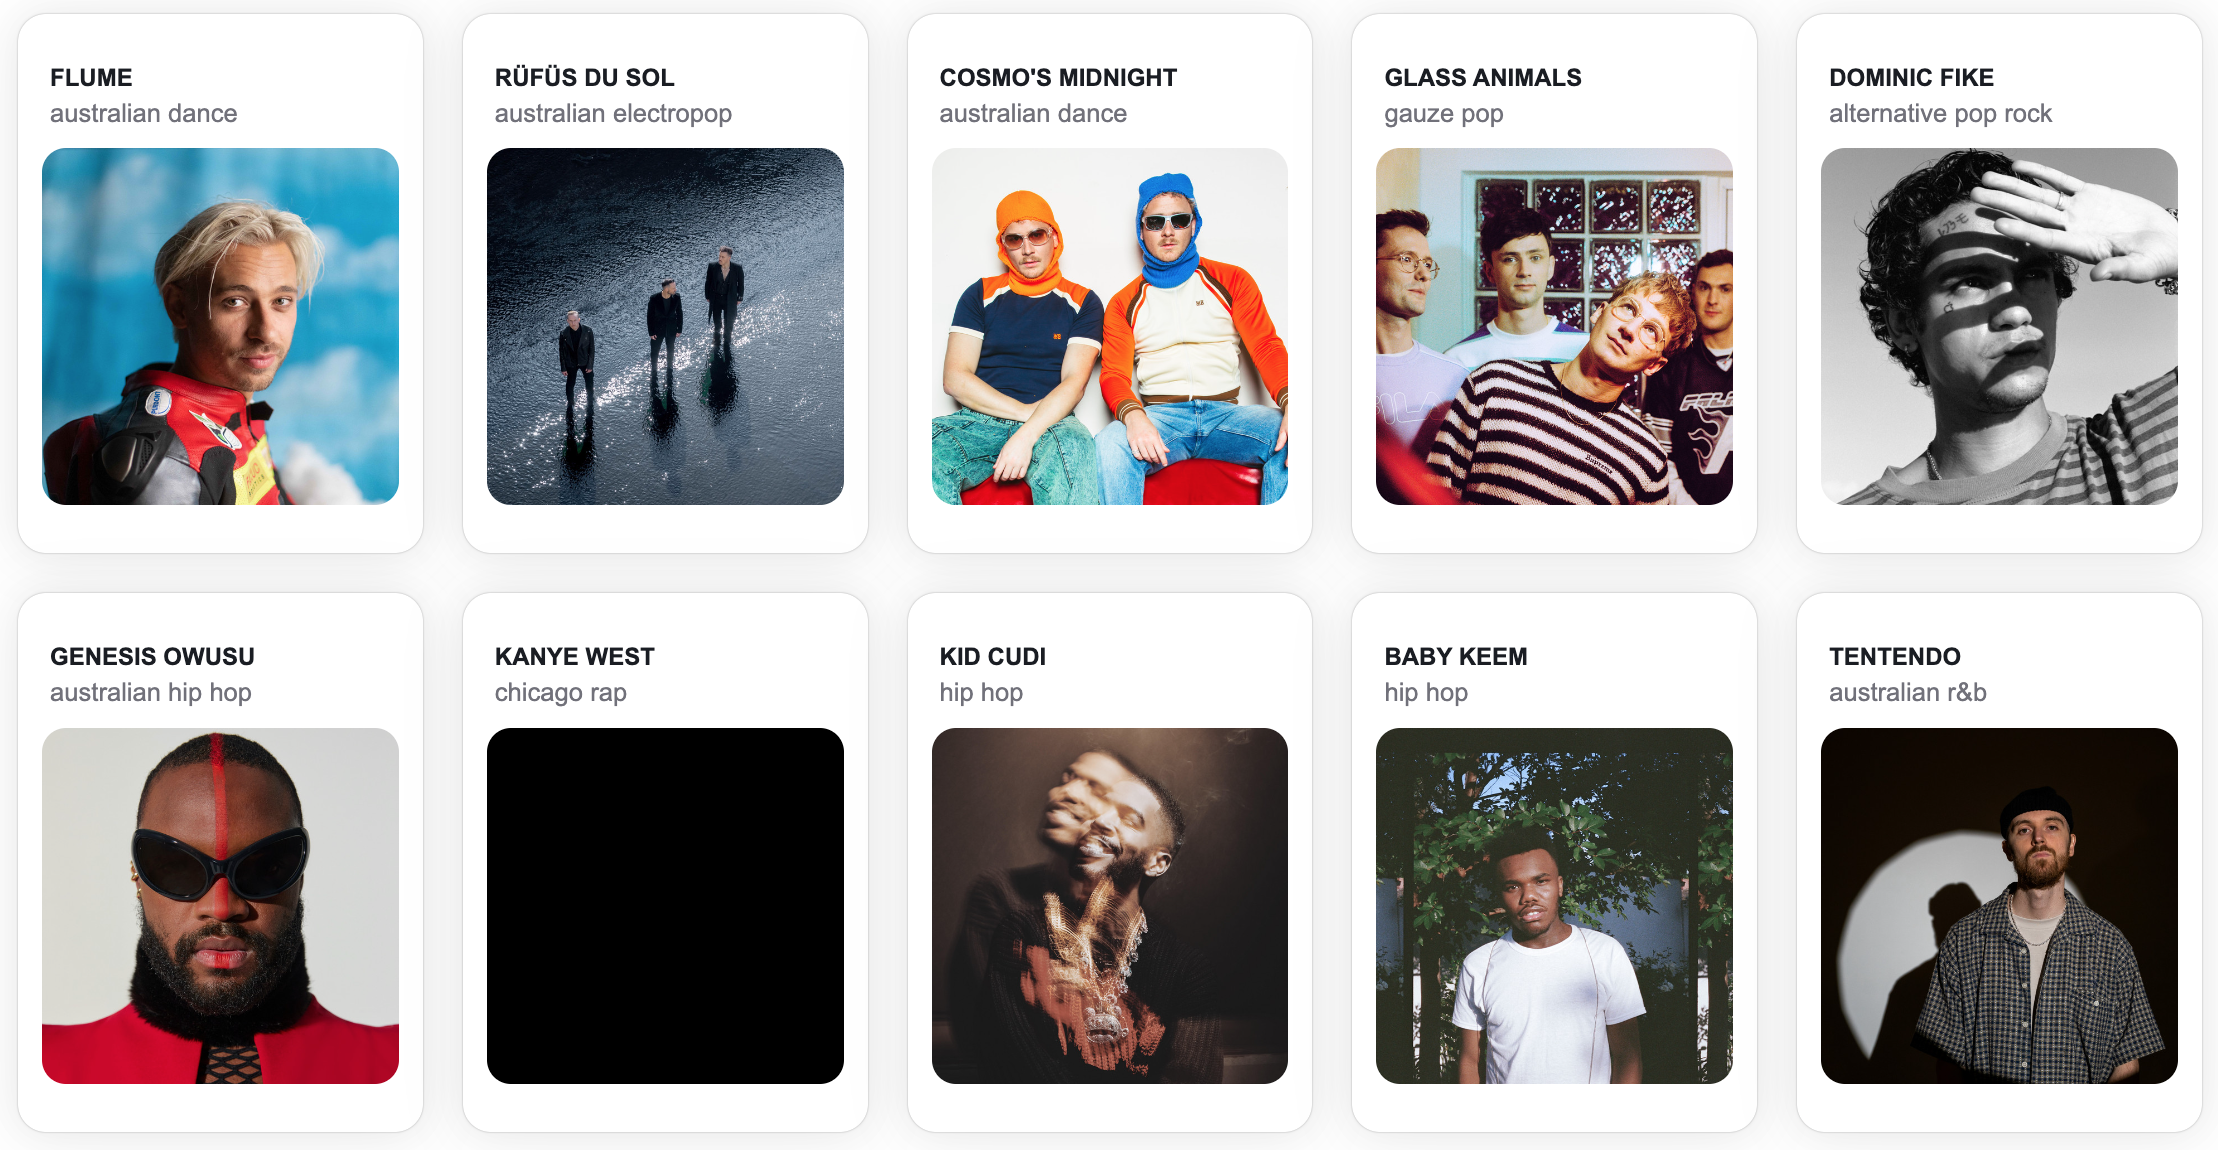 FLUME
australian dance
RÜFÜS DU SOL
australian electropop
COSMO'S MIDNIGHT
australian dance
GLASS ANIMALS
gauze pop
DOMINIC FIKE
alternative pop rock
FILA
Supreme
GENESIS OWUSU
australian hip hop
KANYE WEST
chicago rap
KID CUDI
hip hop
BABY KEEM
hip hop
TENTENDO
australian r&b